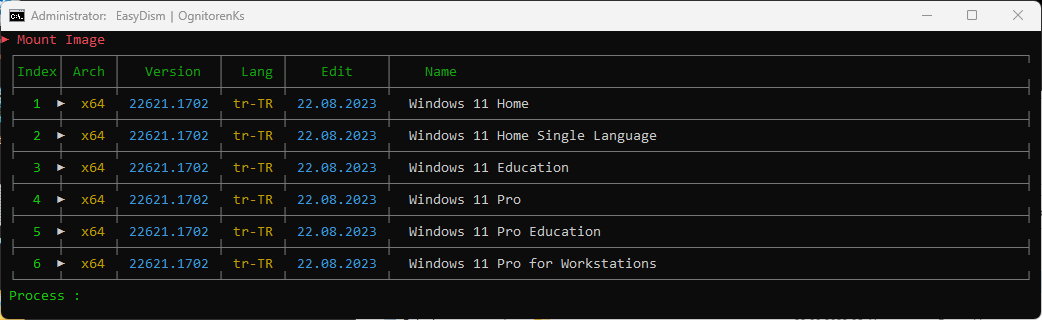 Administrator: EasyDism | OgnitorenKs
► Mount Image
Index Arch Version Lang Edit Name
1 ► x64 22621.1702 tr-TR 22.08.2023 Windows 11 Home
2 ► x64 22621.1702 tr-TR 22.08.2023 Windows 11 Home Single Language
3 ► x64 22621.1702 tr-TR 22.08.2023 Windows 11 Education
4 ► x64 22621.1702 tr-TR 22.08.2023 Windows 11 Pro
5 ► x64 22621.1702 tr-TR 22.08.2023 Windows 11 Pro Education
6 ► x64 22621.1702 tr-TR 22.08.2023 Windows 11 Pro for Workstations
Process :